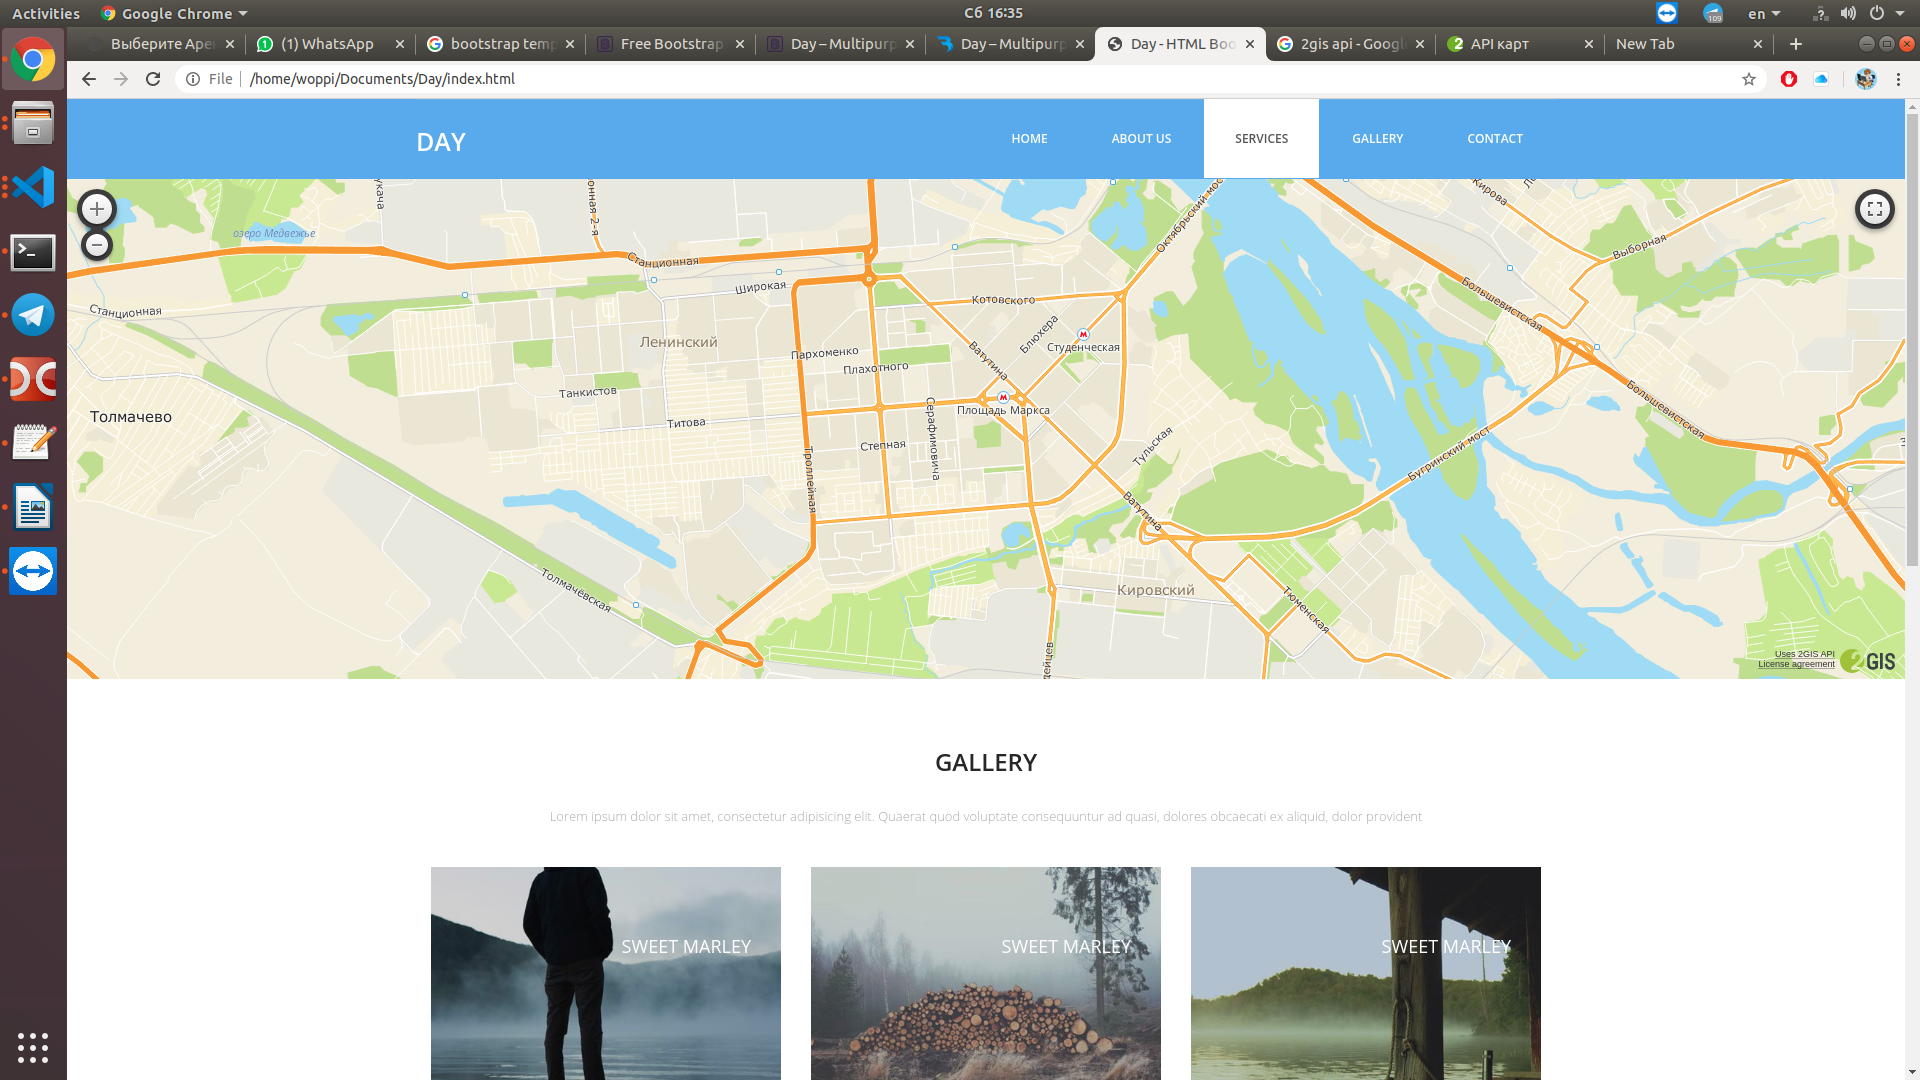 Activities
Google Chrome
Сб 16:35
109
en
Выберите Аре
(1) WhatsApp
bootstrap temp
Free Bootstrap
Day – Multipurp
Day – Multipurp
Day - HTML Boo
2gis api - Googl
API карт
New Tab
File
/home/woppi/Documents/Day/index.html
DAY
HOME
ABOUT US
SERVICES
GALLERY
CONTACT
озеро Медвежье
Станционная
Станционная
Широкая
Котовского
Блюхера
Студенческая
Ленинский
Пархоменко
Плахотного
Ватутина
Площадь Маркса
Танкистов
Титова
Серафимовича
Степная
Троллейная
Толмачево
Толмачёвская
Тульская
Ватутина
Кировский
Тюменская
Октябрьский мост
Кирова
Выборная
Большевистская
Большевистская
Бугринский мост
Uses 2GIS API
License agreement
2GIS
GALLERY
Lorem ipsum dolor sit amet, consectetur adipisicing elit. Quaerat quod voluptate consequuntur ad quasi, dolores obcaecati ex aliquid, dolor provident
SWEET MARLEY
SWEET MARLEY
SWEET MARLEY